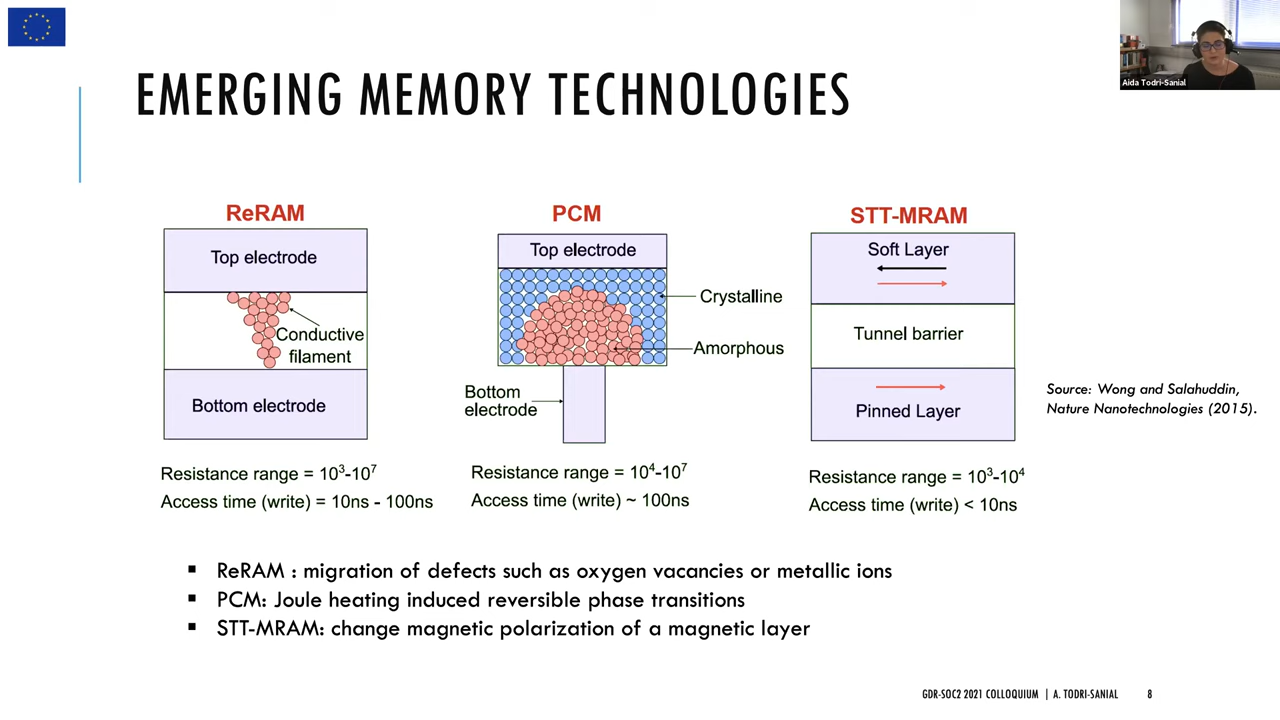 Aida Todri-Sanial
EMERGING MEMORY TECHNOLOGIES
ReRAM
Top electrode
Conductive
filament
Bottom electrode
Resistance range = 10³-10⁷
Access time (write) = 10ns - 100ns
PCM
Top electrode
Crystalline
Amorphous
Bottom
electrode
Resistance range = 10⁴-10⁷
Access time (write) ~ 100ns
STT-MRAM
Soft Layer
Tunnel barrier
Pinned Layer
Resistance range = 10³-10⁴
Access time (write) < 10ns
Source: Wong and Salahuddin,
Nature Nanotechnologies (2015).
▪ ReRAM : migration of defects such as oxygen vacancies or metallic ions
▪ PCM: Joule heating induced reversible phase transitions
▪ STT-MRAM: change magnetic polarization of a magnetic layer
GDR-SOC2 2021 COLLOQUIUM | A. TODRI-SANIAL 8